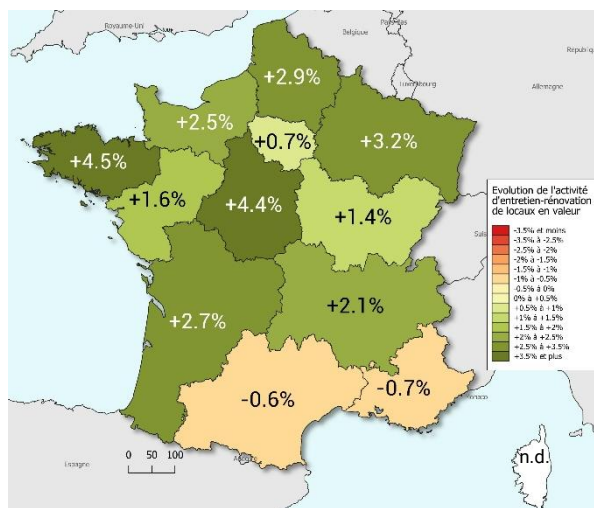 Royaume-Uni
Belgique
Pays-Bas
Luxembourg
Allemagne
+2.9%
+2.5%
+3.2%
+0.7%
+4.5%
+1.6%
+4.4%
+1.4%
+2.7%
+2.1%
-0.6%
-0.7%
n.d.
Espagne
0 50 100
Evolution de l'activité
d'entretien-rénovation
de locaux en valeur
-3.5% et moins
-3.5% à -2.5%
-2.5% à -2%
-2% à -1.5%
-1.5% à -1%
-1% à -0.5%
-0.5% à 0%
0% à +0.5%
+0.5% à +1%
+1% à +1.5%
+1.5% à +2%
+2% à +2.5%
+2.5% à +3.5%
+3.5% et plus